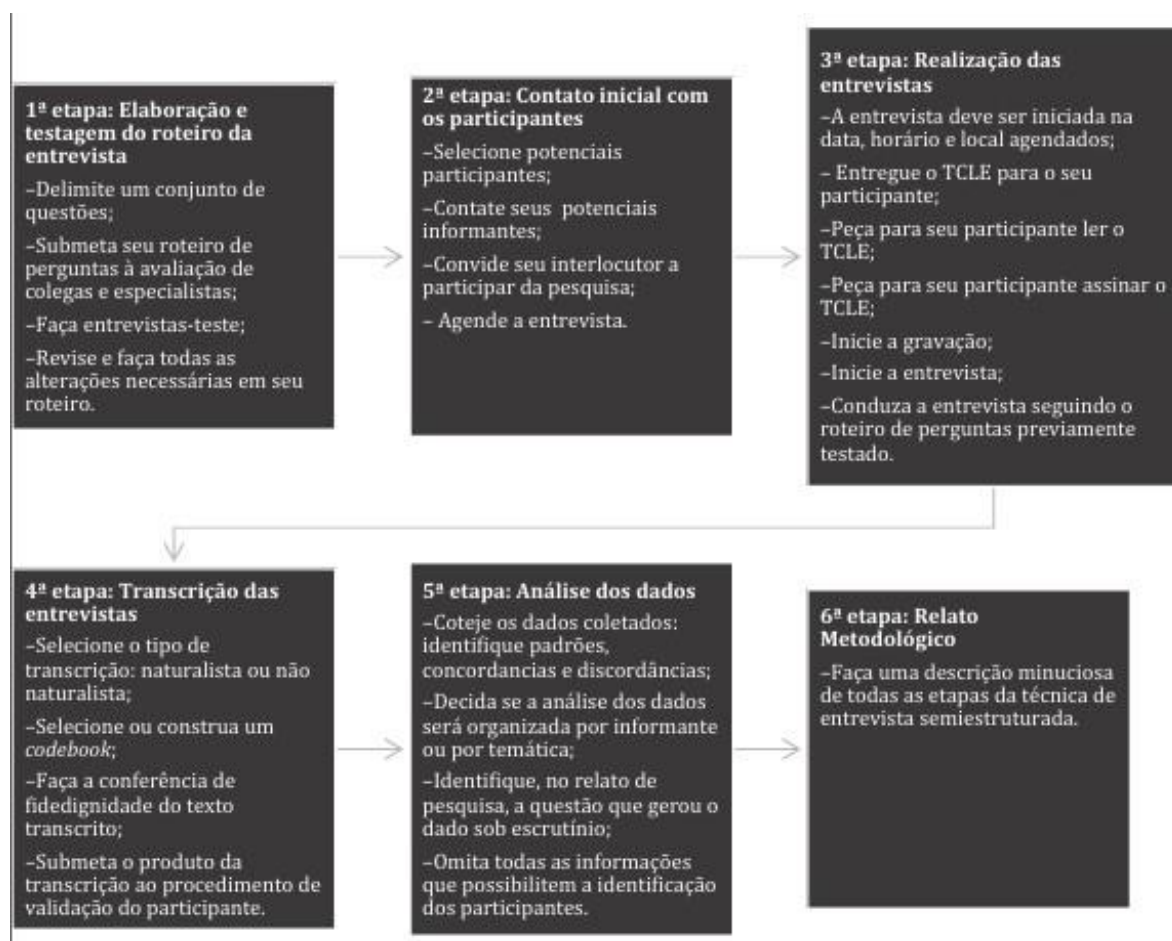 1ª etapa: Elaboração e
testagem do roteiro da
entrevista
–Delimite um conjunto de
questões;
–Submeta seu roteiro de
perguntas à avaliação de
colegas e especialistas;
–Faça entrevistas-teste;
–Revise e faça todas as
alterações necessárias em seu
roteiro.
2ª etapa: Contato inicial com
os participantes
–Selecione potenciais
participantes;
–Contate seus potenciais
informantes;
–Convide seu interlocutor a
participar da pesquisa;
– Agende a entrevista.
3ª etapa: Realização das
entrevistas
–A entrevista deve ser iniciada na
data, horário e local agendados;
– Entregue o TCLE para o seu
participante;
–Peça para seu participante ler o
TCLE;
–Peça para seu participante assinar o
TCLE;
–Inicie a gravação;
–Inicie a entrevista;
–Conduza a entrevista seguindo o
roteiro de perguntas previamente
testado.
4ª etapa: Transcrição das
entrevistas
–Selecione o tipo de
transcrição: naturalista ou não
naturalista;
–Selecione ou construa um
codebook;
–Faça a conferência de
fidedignidade do texto
transcrito;
–Submeta o produto da
transcrição ao procedimento de
validação do participante.
5ª etapa: Análise dos dados
–Coteje os dados coletados:
identifique padrões,
concordancias e discordâncias;
–Decida se a análise dos dados
será organizada por informante
ou por temática;
–Identifique, no relato de
pesquisa, a questão que gerou o
dado sob escrutínio;
–Omita todas as informações
que possibilitem a identificação
dos participantes.
6ª etapa: Relato
Metodológico
–Faça uma descrição minuciosa
de todas as etapas da técnica de
entrevista semiestruturada.